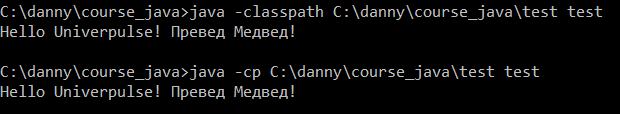 C:\danny\course_java>java -classpath C:\danny\course_java\test test
Hello Univerpulse! Превед Медвед!
C:\danny\course_java>java -cp C:\danny\course_java\test test
Hello Univerpulse! Превед Медвед!